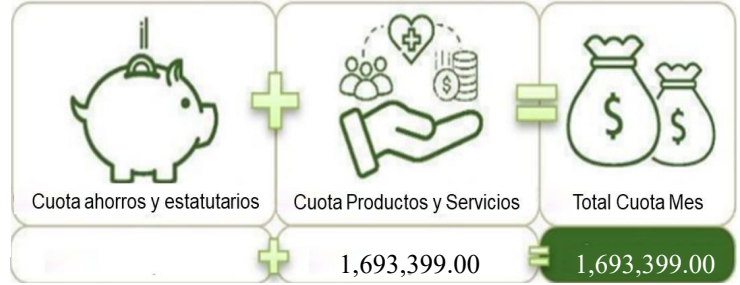 Cuota ahorros y estatutarios
Cuota Productos y Servicios
Total Cuota Mes
1,693,399.00
1,693,399.00